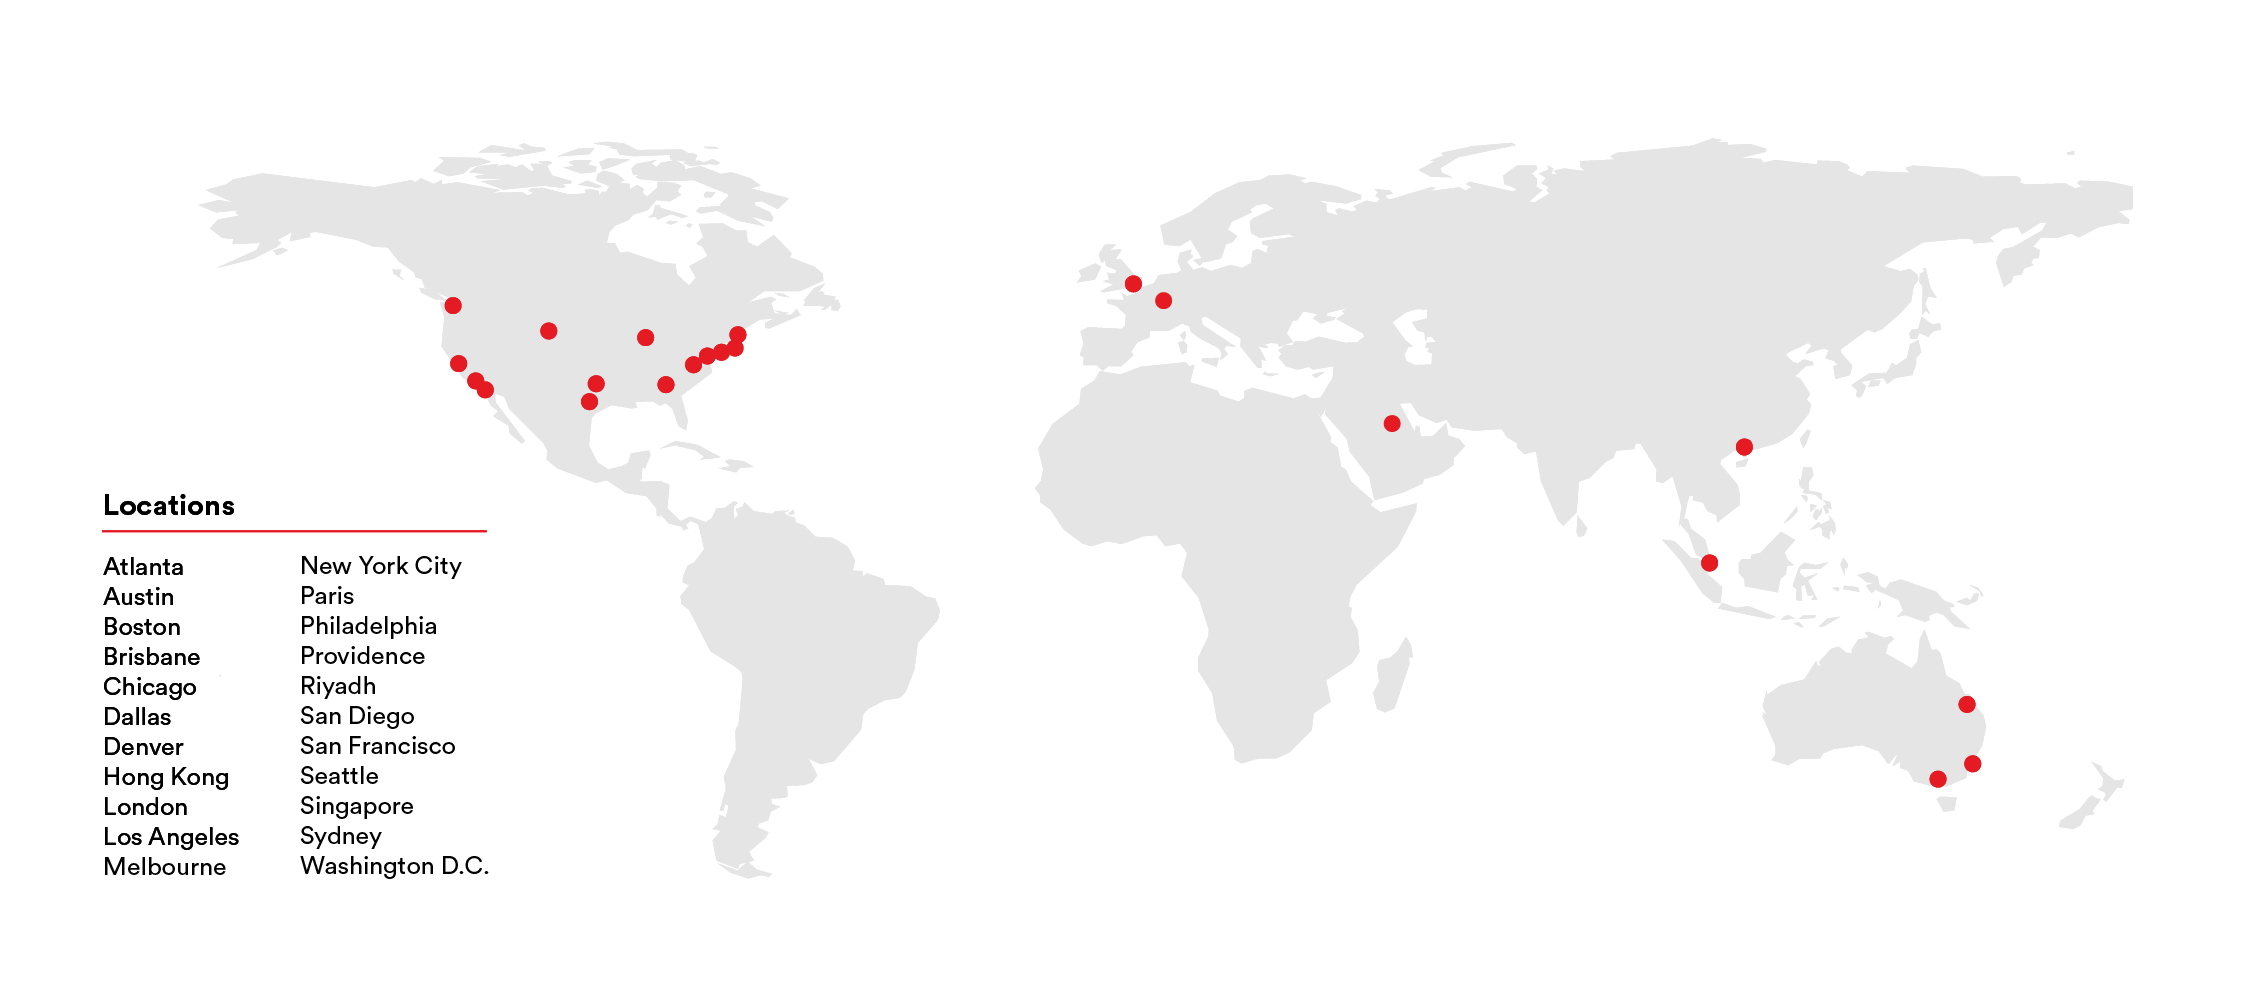 Locations
Atlanta
Austin
Boston
Brisbane
Chicago
Dallas
Denver
Hong Kong
London
Los Angeles
Melbourne
New York City
Paris
Philadelphia
Providence
Riyadh
San Diego
San Francisco
Seattle
Singapore
Sydney
Washington D.C.